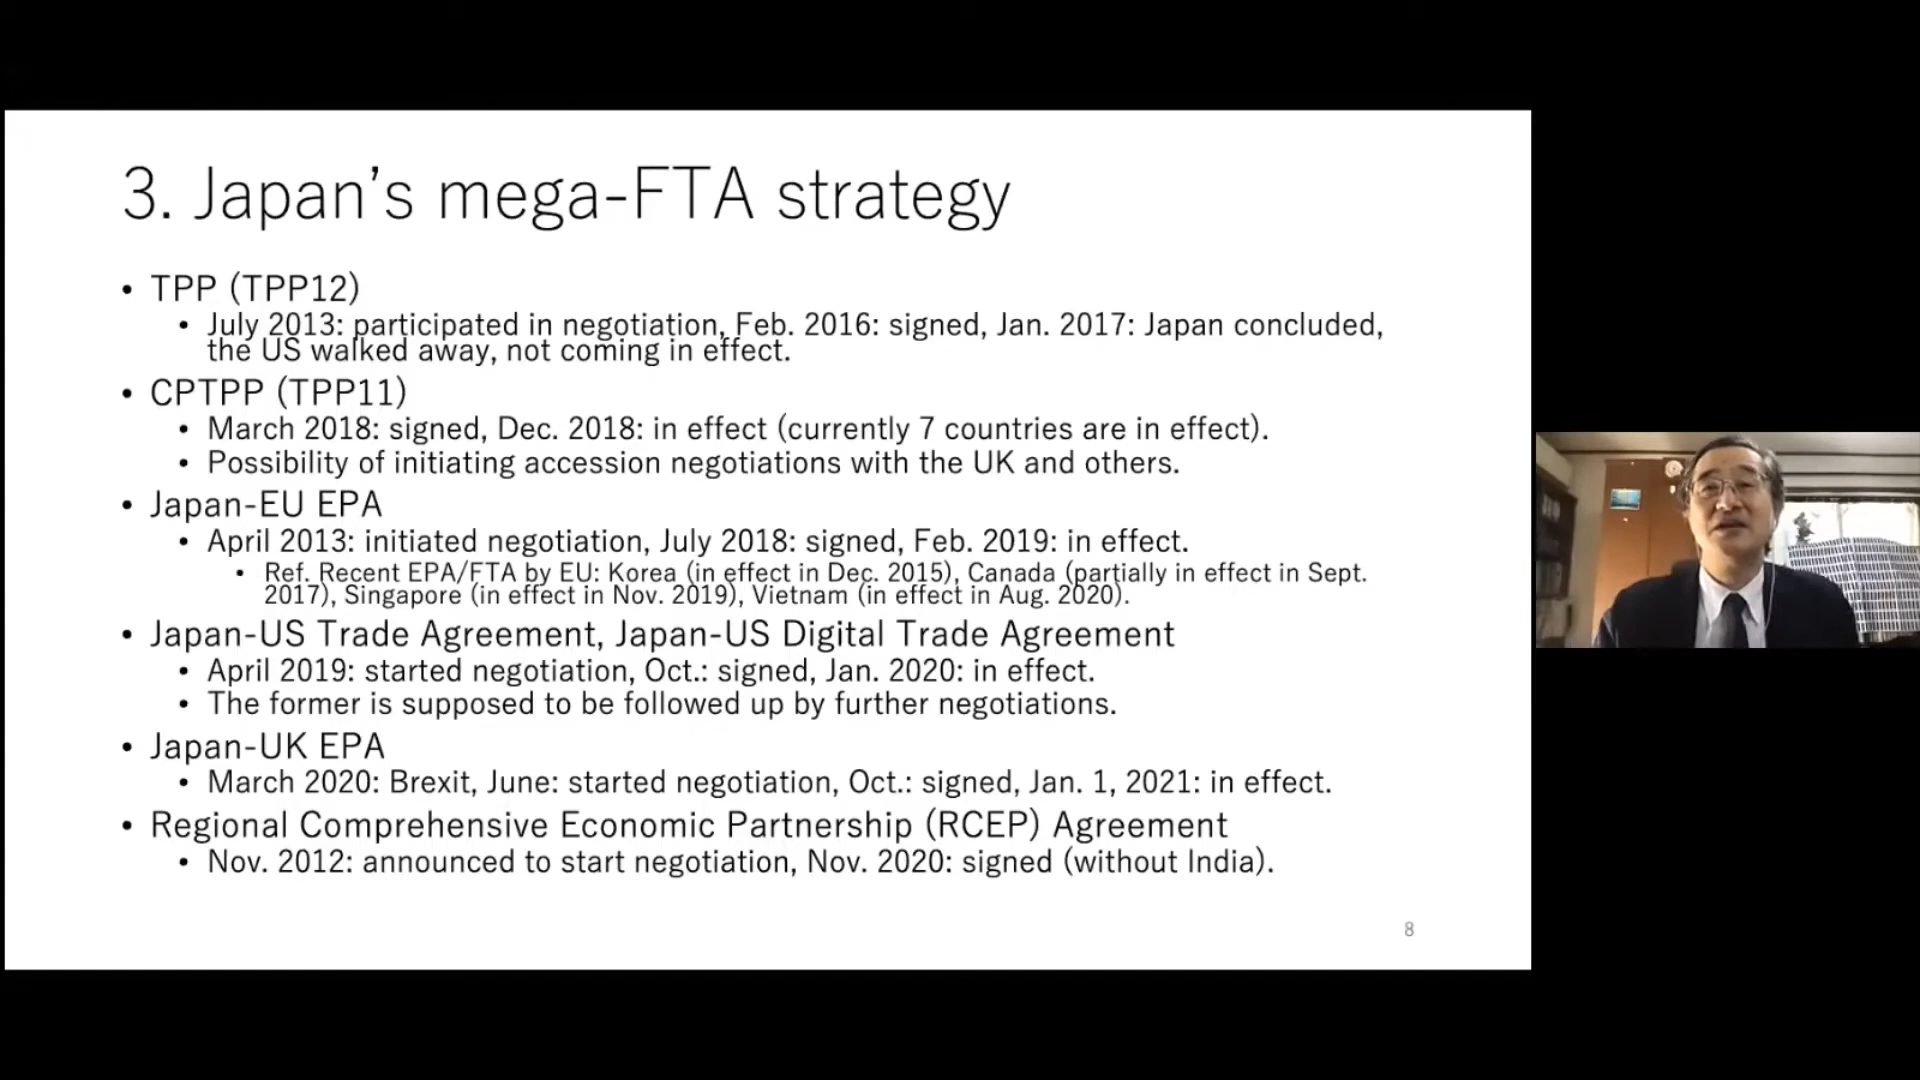 3. Japan’s mega-FTA strategy
• TPP (TPP12)
• July 2013: participated in negotiation, Feb. 2016: signed, Jan. 2017: Japan concluded,
the US walked away, not coming in effect.
• CPTPP (TPP11)
• March 2018: signed, Dec. 2018: in effect (currently 7 countries are in effect).
• Possibility of initiating accession negotiations with the UK and others.
• Japan-EU EPA
• April 2013: initiated negotiation, July 2018: signed, Feb. 2019: in effect.
• Ref. Recent EPA/FTA by EU: Korea (in effect in Dec. 2015), Canada (partially in effect in Sept.
2017), Singapore (in effect in Nov. 2019), Vietnam (in effect in Aug. 2020).
• Japan-US Trade Agreement, Japan-US Digital Trade Agreement
• April 2019: started negotiation, Oct.: signed, Jan. 2020: in effect.
• The former is supposed to be followed up by further negotiations.
• Japan-UK EPA
• March 2020: Brexit, June: started negotiation, Oct.: signed, Jan. 1, 2021: in effect.
• Regional Comprehensive Economic Partnership (RCEP) Agreement
• Nov. 2012: announced to start negotiation, Nov. 2020: signed (without India).
8